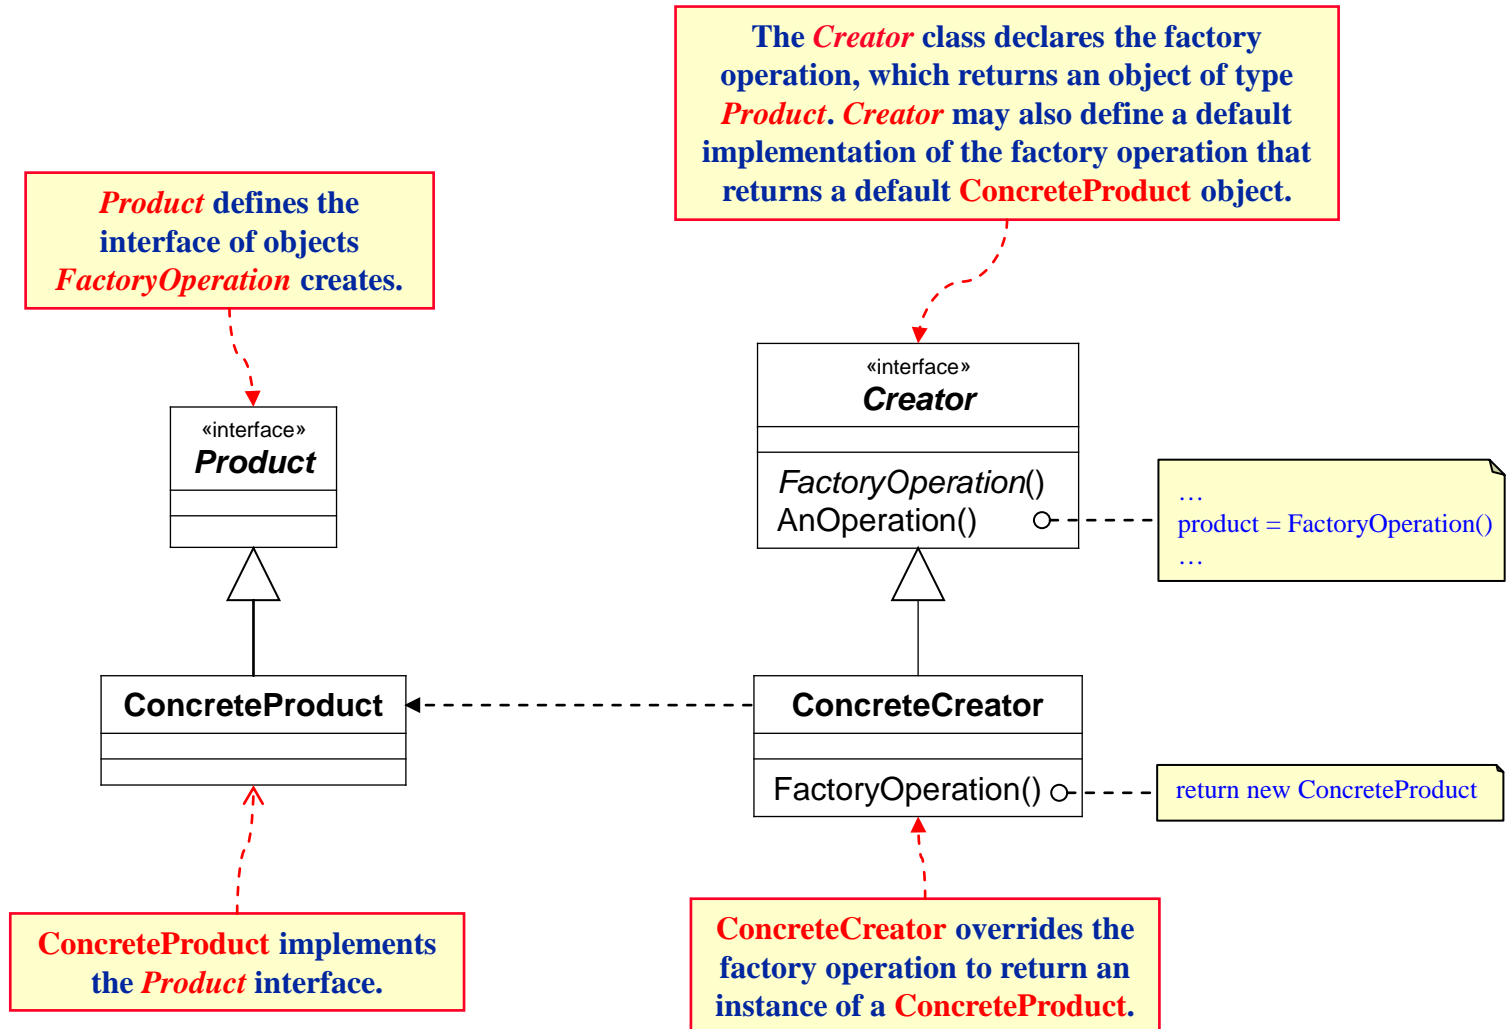 The Creator class declares the factory
operation, which returns an object of type
Product. Creator may also define a default
implementation of the factory operation that
returns a default ConcreteProduct object.
Product defines the
interface of objects
FactoryOperation creates.
«interface»
Creator
FactoryOperation()
AnOperation()
…
product = FactoryOperation()
…
«interface»
Product
ConcreteProduct
ConcreteCreator
FactoryOperation()
return new ConcreteProduct
ConcreteProduct implements
the Product interface.
ConcreteCreator overrides the
factory operation to return an
instance of a ConcreteProduct.